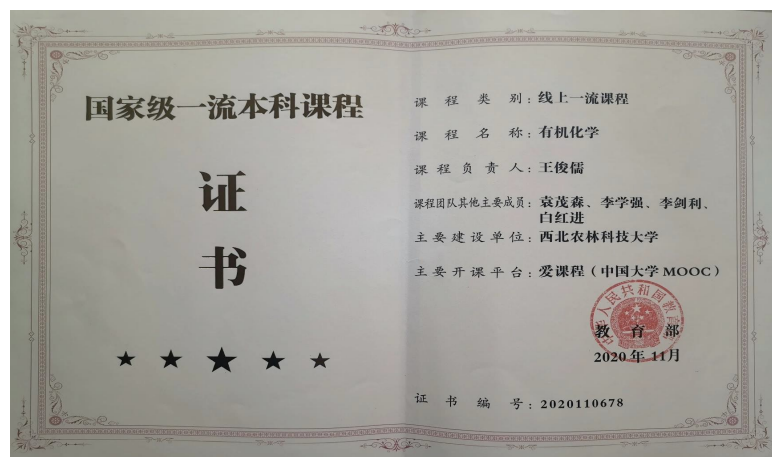 国家级一流本科课程
证
书
课程类别：线上一流课程
课程名称：有机化学
课程负责人：王俊儒
课程团队其他主要成员：袁茂森、李学强、李剑利、
白红进
主要建设单位：西北农林科技大学
主要开课平台：爱课程（中国大学MOOC）
教育部
2020年11月
证书编号：2020110678